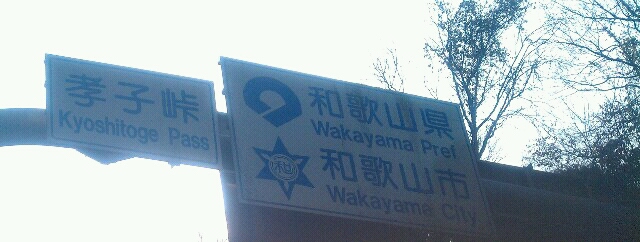 孝子峠
Kyoshitoge Pass
和歌山県
Wakayama Pref
和歌山市
Wakayama City